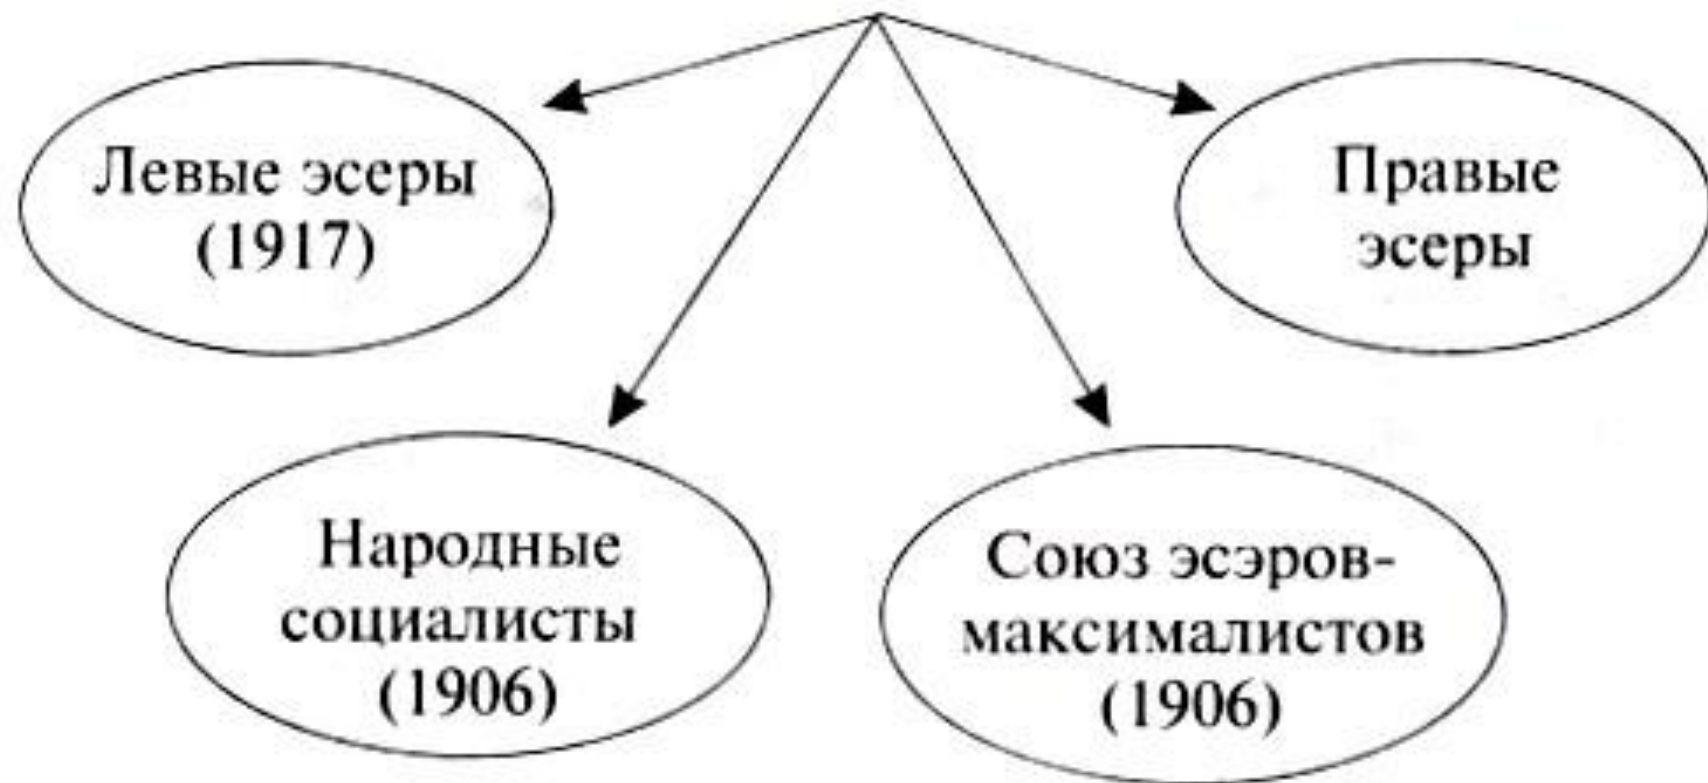 Левые эсеры
(1917)
Правые
эсеры
Народные
социалисты
(1906)
Союз эсэров-
максималистов
(1906)